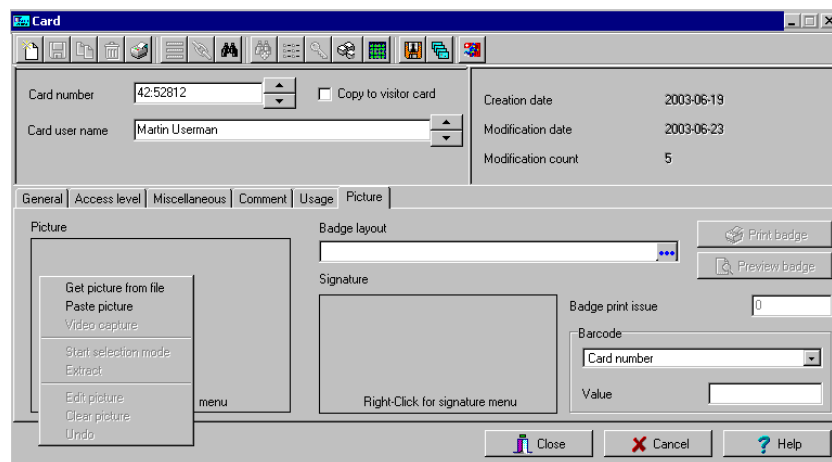 Card
Card number 42:52812 Copy to visitor card
Card user name Martin Userman
Creation date 2003-06-19
Modification date 2003-06-23
Modification count 5
General Access level Miscellaneous Comment Usage Picture
Picture
Get picture from file
Paste picture
Video capture
Start selection mode
Extract
Edit picture
Clear picture
Undo
menu
Badge layout
...
Signature
Right-Click for signature menu
Print badge
Preview badge
Badge print issue 0
Barcode
Card number
Value
Close Cancel Help